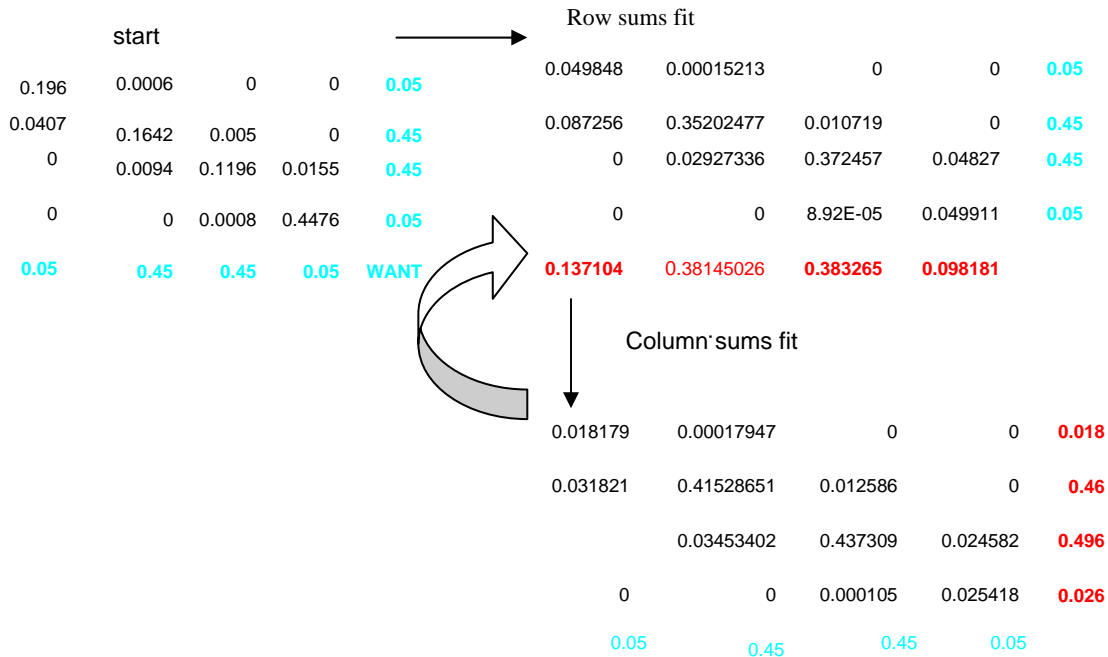 start
Row sums fit
0.196 0.0006 0 0 0.05
0.0407 0.1642 0.005 0 0.45
0 0.0094 0.1196 0.0155 0.45
0 0 0.0008 0.4476 0.05
0.05 0.45 0.45 0.05 WANT
0.049848 0.00015213 0 0 0.05
0.087256 0.35202477 0.010719 0 0.45
0 0.02927336 0.372457 0.04827 0.45
0 0 8.92E-05 0.049911 0.05
0.137104 0.38145026 0.383265 0.098181
Column sums fit
0.018179 0.00017947 0 0 0.018
0.031821 0.41528651 0.012586 0 0.46
0.03453402 0.437309 0.024582 0.496
0 0 0.000105 0.025418 0.026
0.05 0.45 0.45 0.05